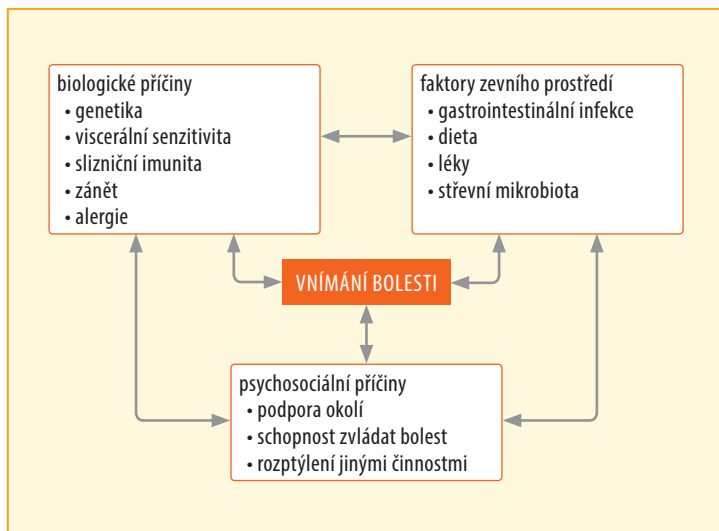 biologické příčiny
• genetika
• viscerální senzitivita
• slizniční imunita
• zánět
• alergie
faktory zevního prostředí
• gastrointestinální infekce
• dieta
• léky
• střevní mikrobiota
VNÍMÁNÍ BOLESTI
psychosociální příčiny
• podpora okolí
• schopnost zvládat bolest
• rozptýlení jinými činnostmi